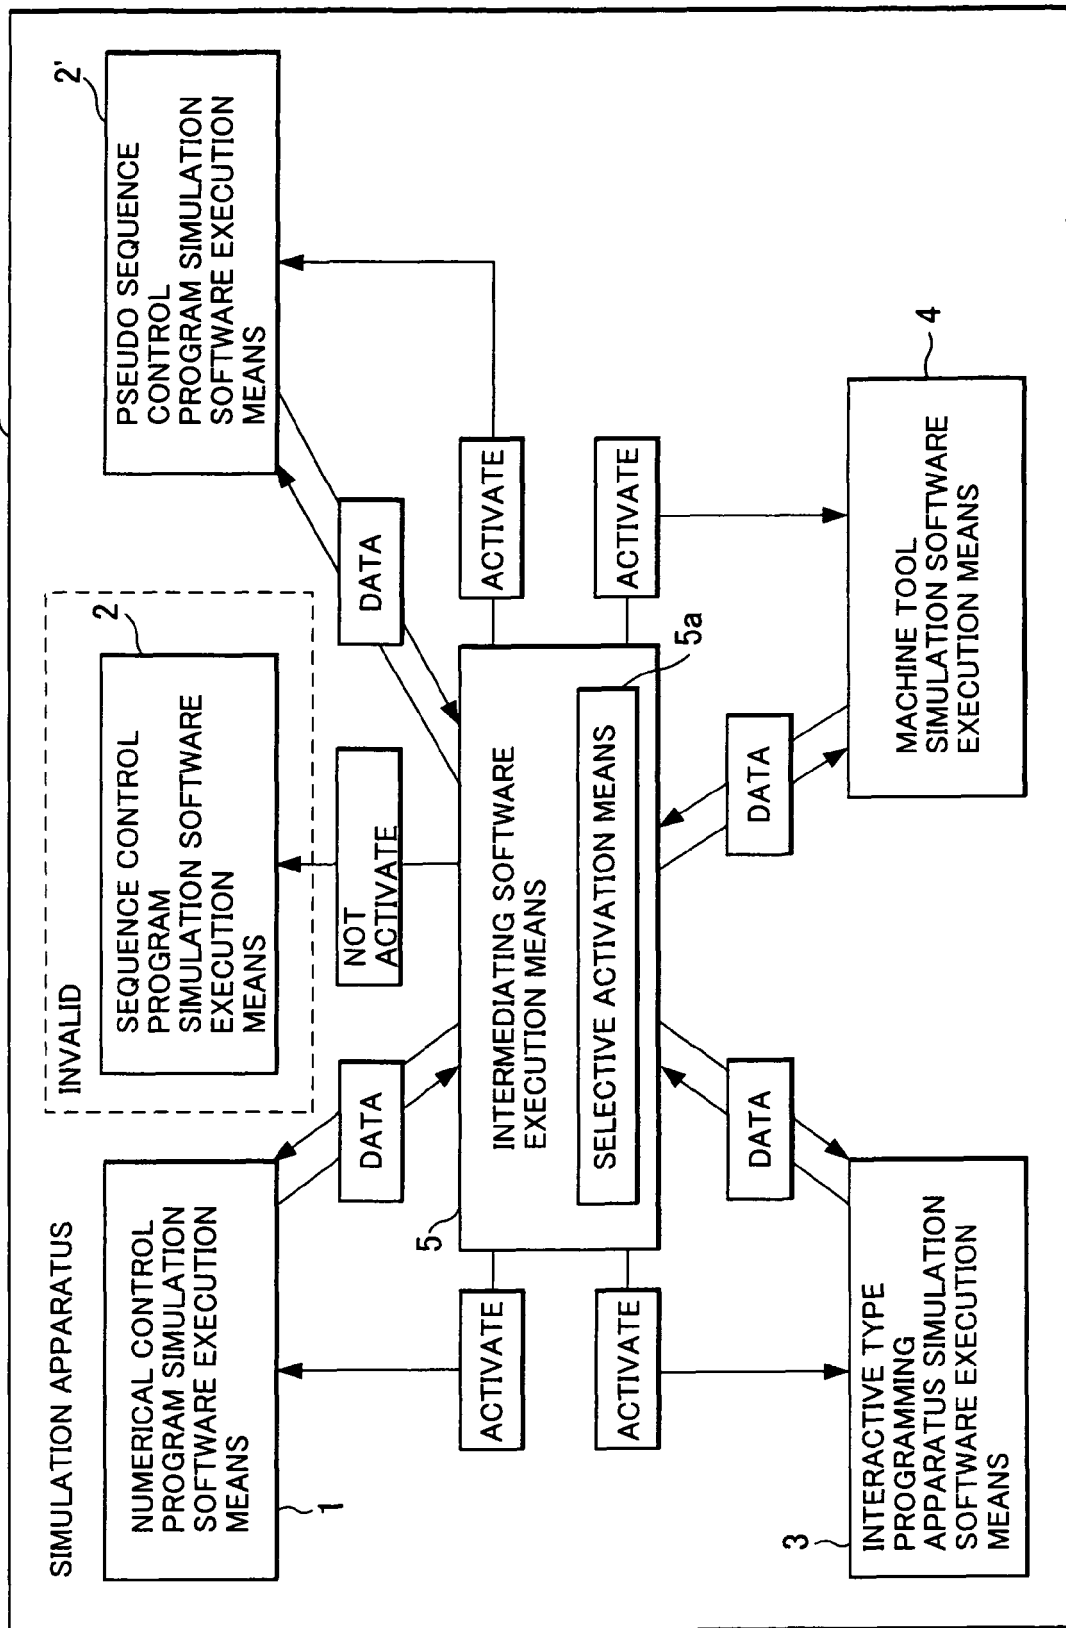 SIMULATION APPARATUS
NUMERICAL CONTROL
PROGRAM SIMULATION
SOFTWARE EXECUTION
MEANS
1
INVALID
SEQUENCE CONTROL
PROGRAM
SIMULATION SOFTWARE
EXECUTION
MEANS
2
PSEUDO SEQUENCE
CONTROL
PROGRAM SIMULATION
SOFTWARE EXECUTION
MEANS
2'
DATA
NOT
ACTIVATE
DATA
ACTIVATE
5
INTERMEDIATING SOFTWARE
EXECUTION MEANS
SELECTIVE ACTIVATION MEANS
5a
ACTIVATE
ACTIVATE
ACTIVATE
DATA
DATA
3
INTERACTIVE TYPE
PROGRAMMING
APPARATUS SIMULATION
SOFTWARE EXECUTION
MEANS
MACHINE TOOL
SIMULATION SOFTWARE
EXECUTION MEANS
4